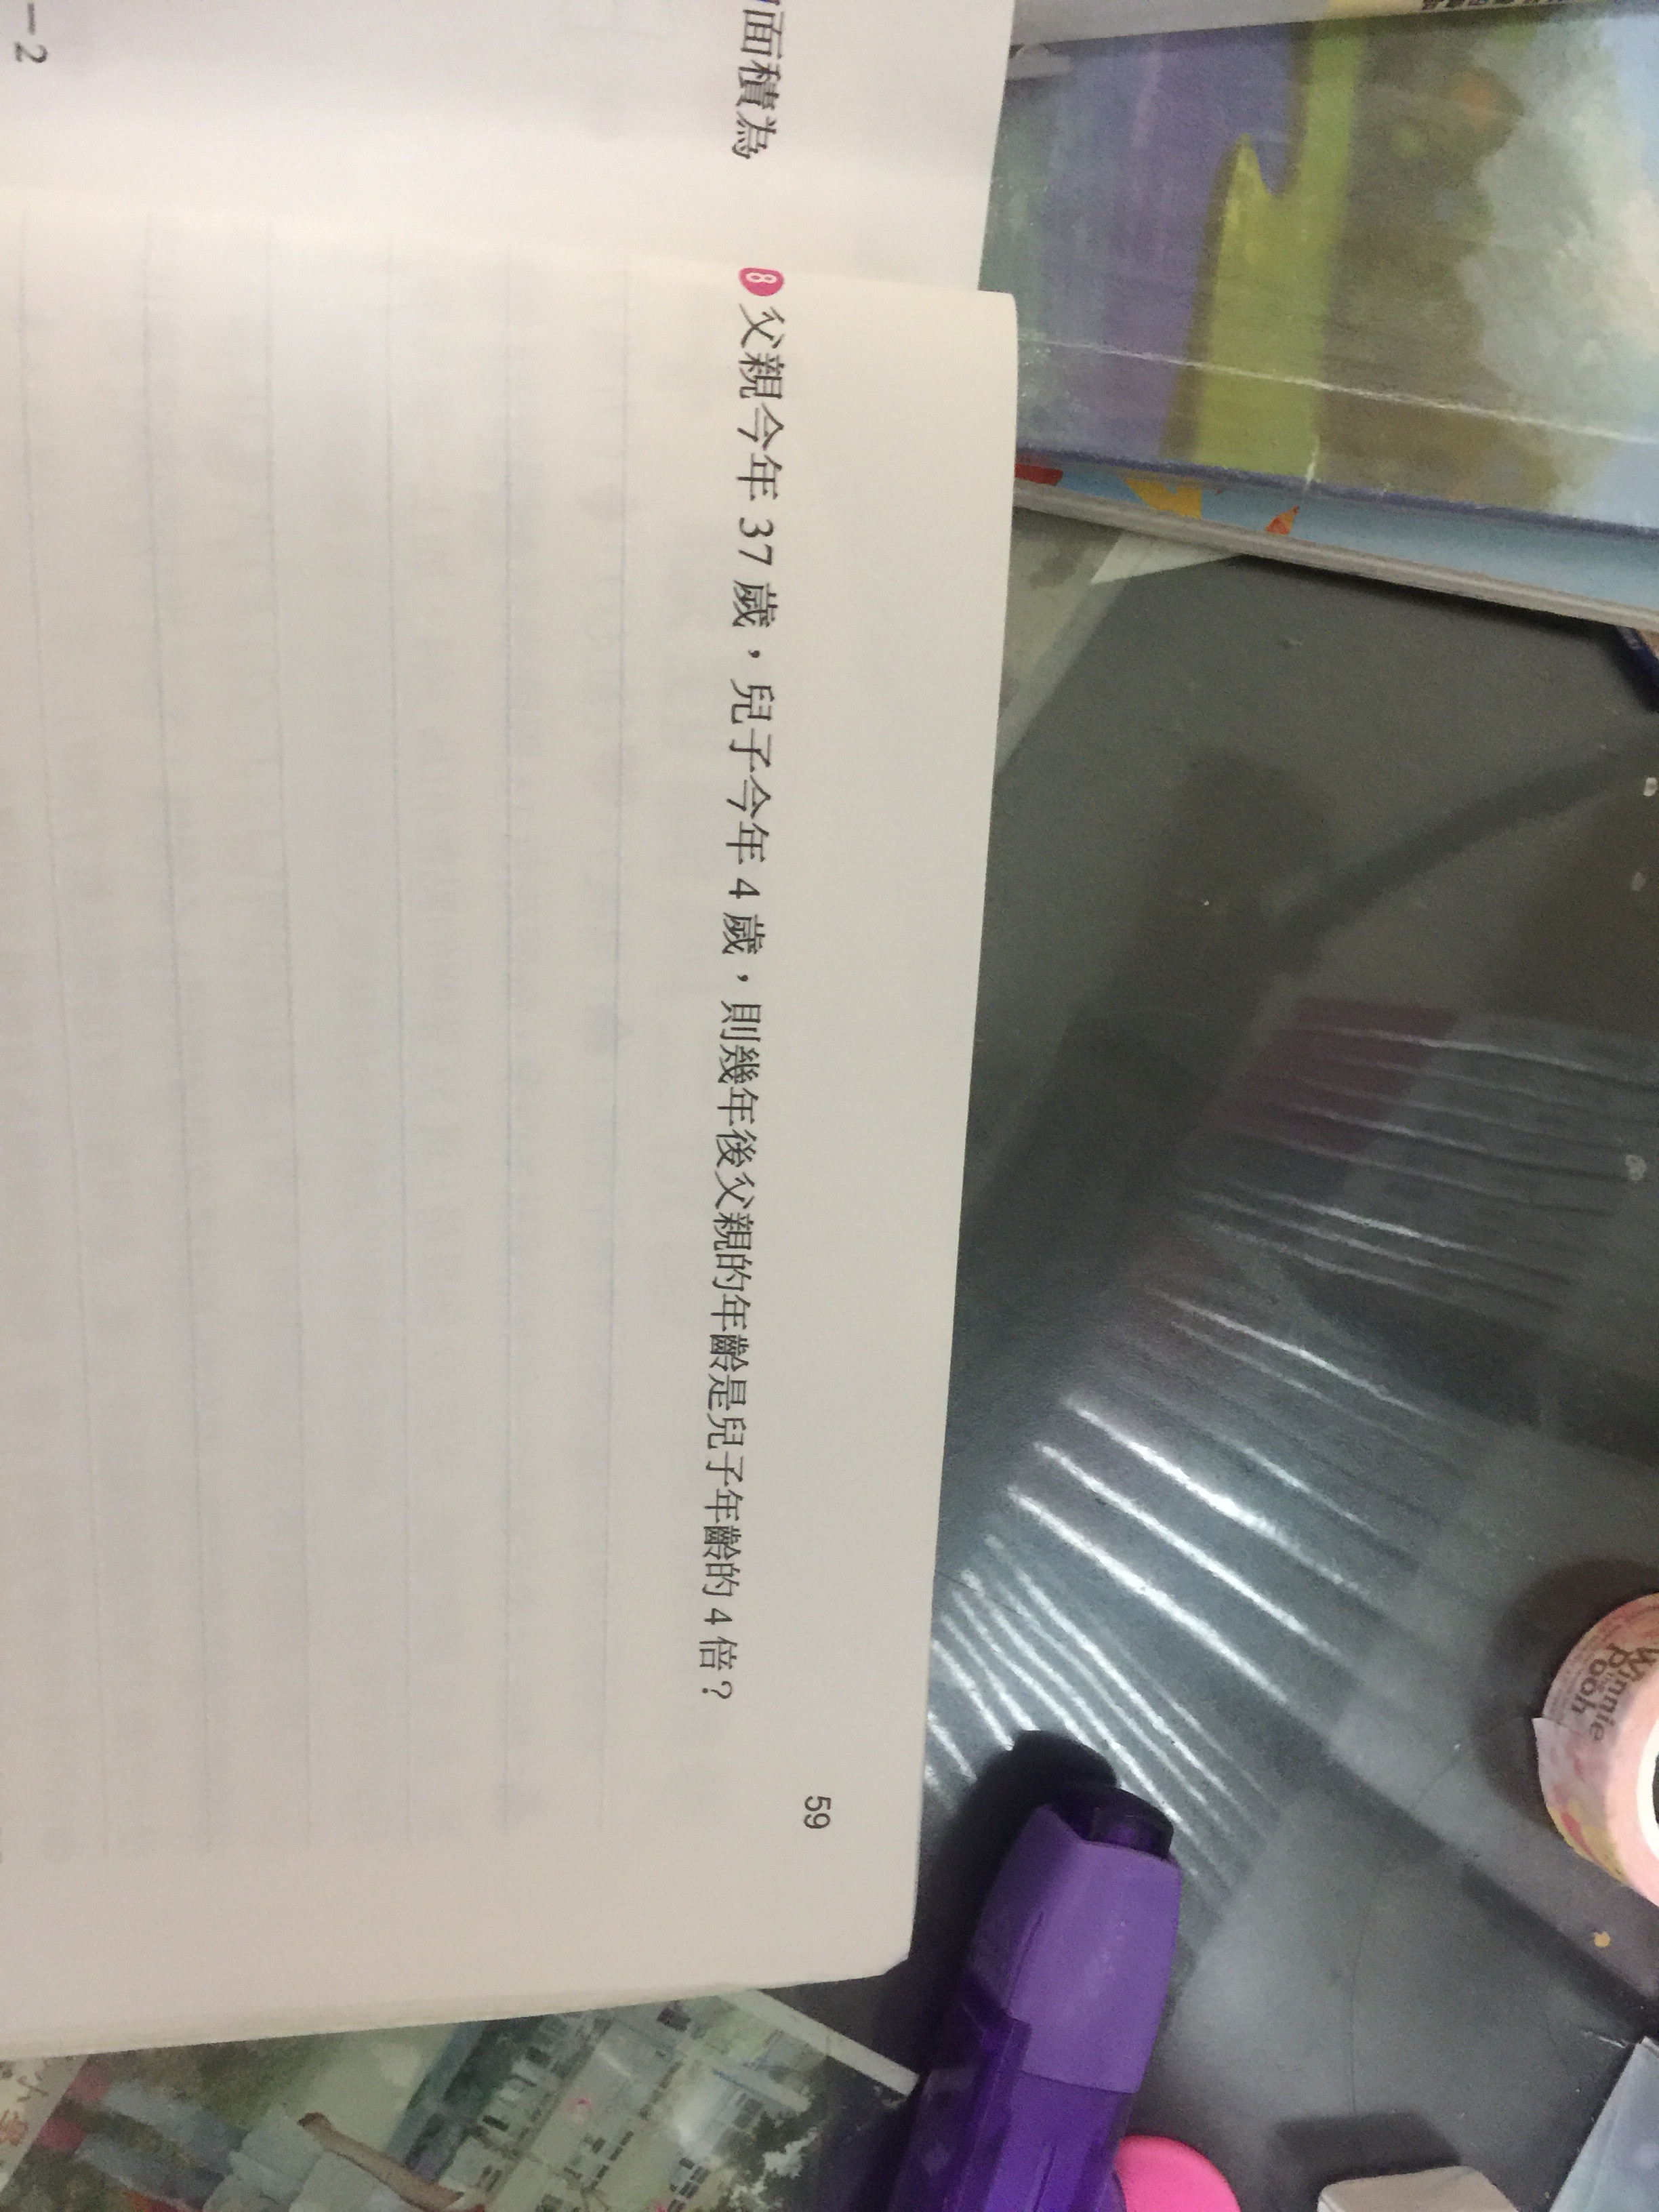 面積為
－2
8 父親今年 37 歲，兒子今年 4 歲，則幾年後父親的年齡是兒子年齡的 4 倍？
59
Winnie
the
Pooh